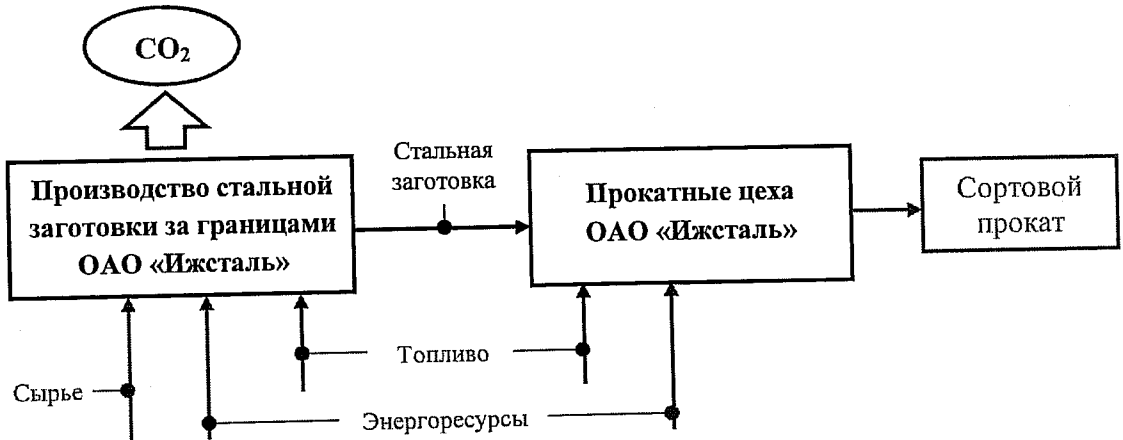 CO₂
Производство стальной
заготовки за границами
ОАО «Ижсталь»
Стальная
заготовка
Прокатные цеха
ОАО «Ижсталь»
Сортовой
прокат
Топливо
Сырье
Энергоресурсы